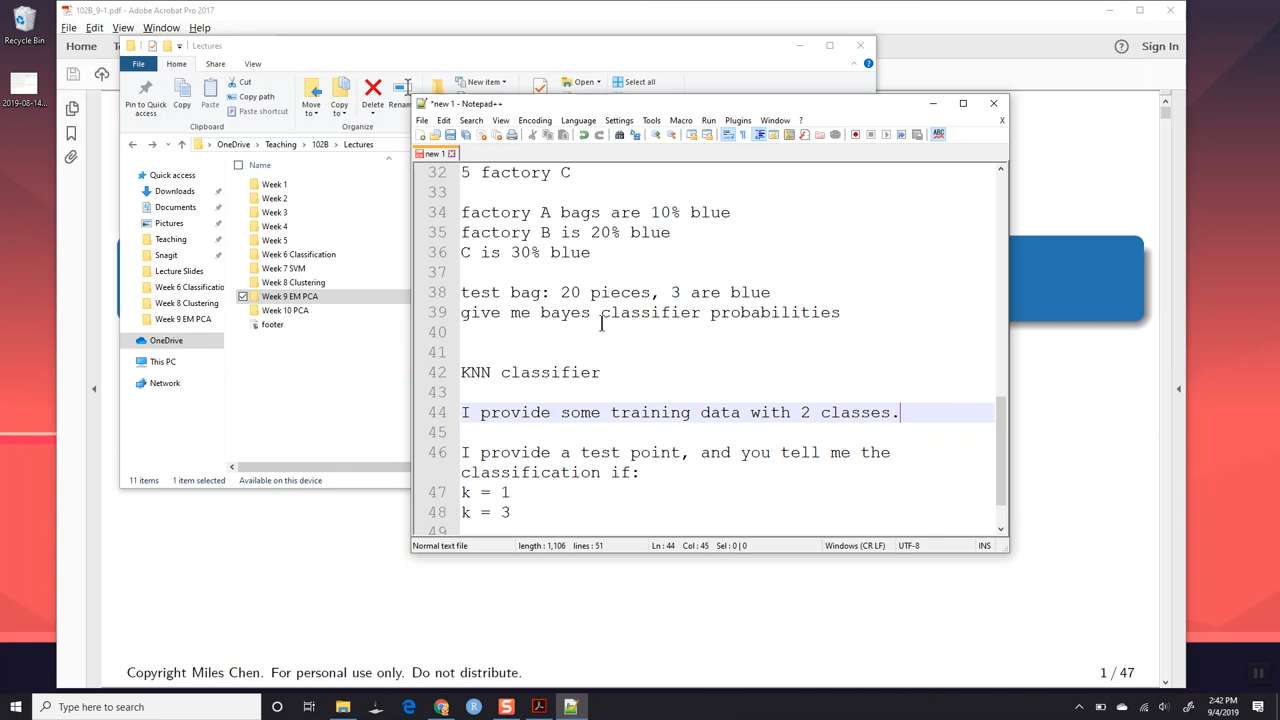 102B_9-1.pdf - Adobe Acrobat Pro 2017
File Edit View Window Help
Home
Sign In
Recycle Bin
2019-08-14...
Lectures
File Home Share View
Pin to Quick access
Copy
Paste
Cut
Copy path
Paste shortcut
Clipboard
Move to
Copy to
Delete
Renam
Organize
New item
Open
Select all
OneDrive > Teaching > 102B > Lectures
Quick access
Downloads
Documents
Pictures
Teaching
Snagit
Lecture Slides
Week 6 Classificatio
Week 8 Clustering
Week 9 EM PCA
OneDrive
This PC
Network
Name
Week 1
Week 2
Week 3
Week 4
Week 5
Week 6 Classification
Week 7 SVM
Week 8 Clustering
Week 9 EM PCA
Week 10 PCA
footer
11 items 1 item selected Available on this device
*new 1 - Notepad++
File Edit Search View Encoding Language Settings Tools Macro Run Plugins Window ? X
new 1
32 5 factory C
33
34 factory A bags are 10% blue
35 factory B is 20% blue
36 C is 30% blue
37
38 test bag: 20 pieces, 3 are blue
39 give me bayes classifier probabilities
40
41
42 KNN classifier
43
44 I provide some training data with 2 classes.
45
46 I provide a test point, and you tell me the
classification if:
47 k = 1
48 k = 3
49
Normal text file length : 1,106 lines : 51 Ln : 44 Col : 45 Sel : 0 | 0 Windows (CR LF) UTF-8 INS
Copyright Miles Chen. For personal use only. Do not distribute.
1 / 47
Type here to search
2:42 PM
9/4/2019